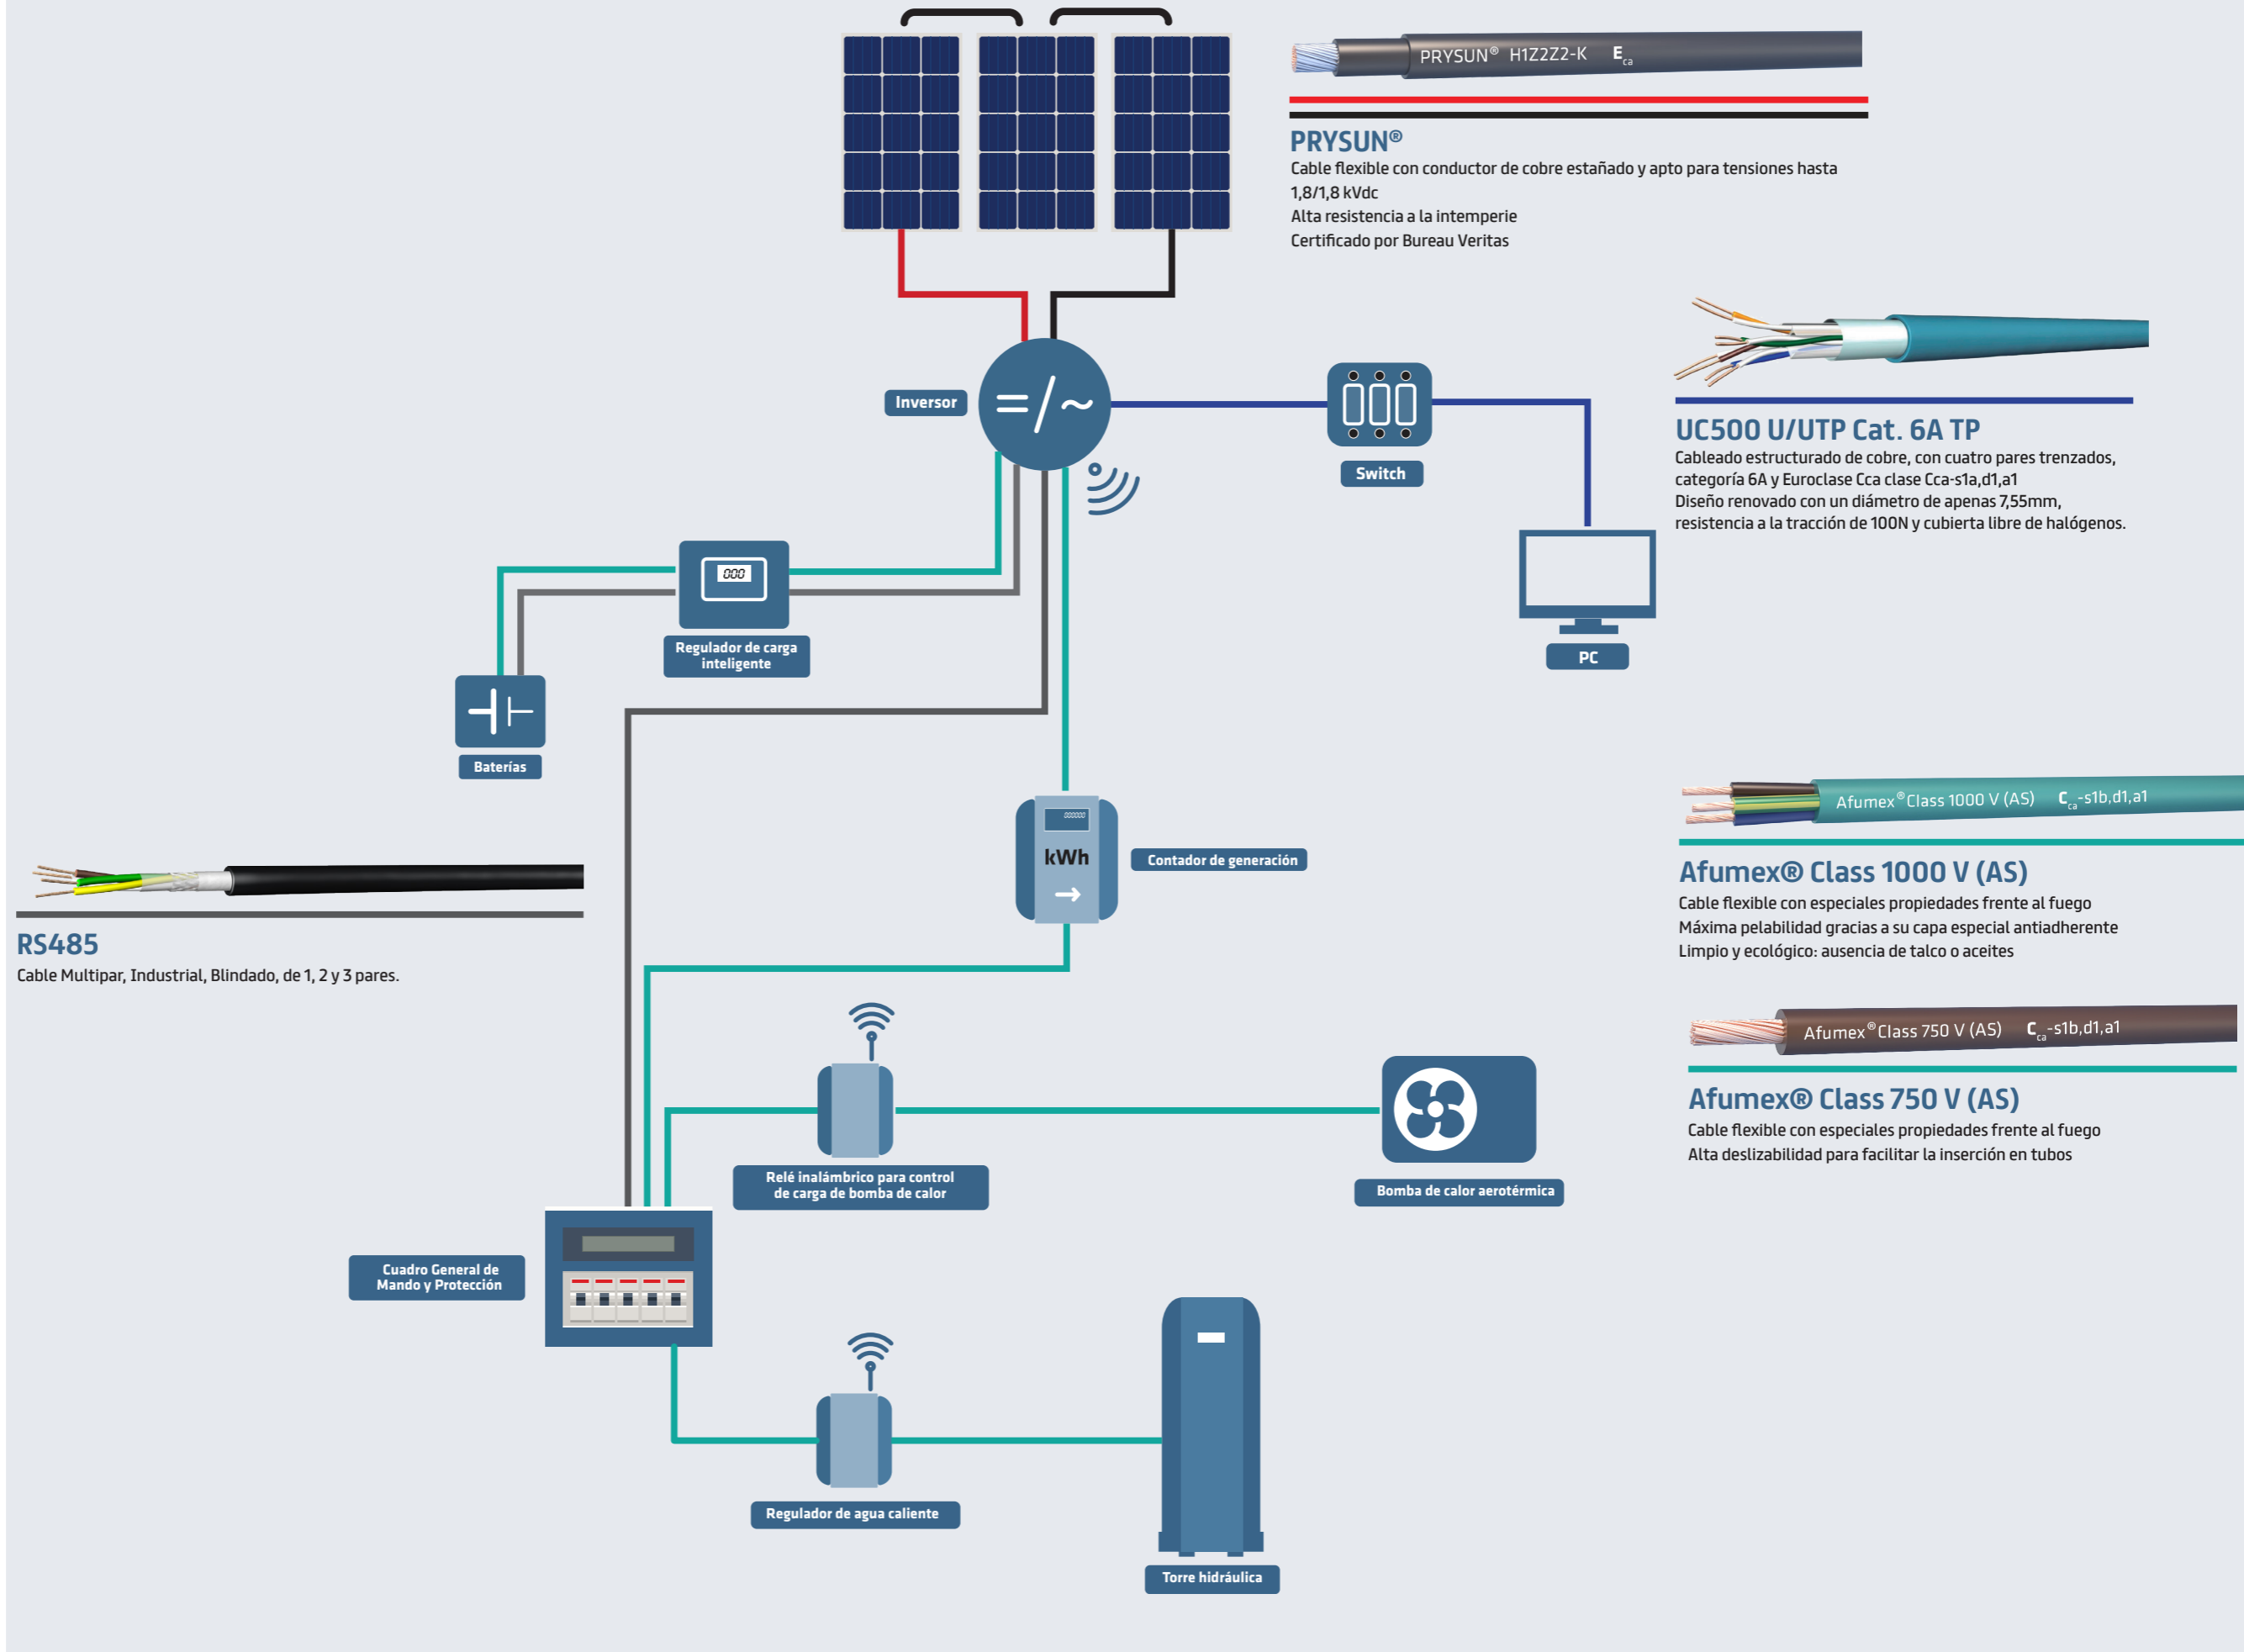 PRYSUN® H1Z2Z2-K Eca
PRYSUN®
Cable flexible con conductor de cobre estañado y apto para tensiones hasta
1,8/1,8 kVdc
Alta resistencia a la intemperie
Certificado por Bureau Veritas
Inversor
=/~
Switch
UC500 U/UTP Cat. 6A TP
Cableado estructurado de cobre, con cuatro pares trenzados,
categoría 6A y Euroclase Cca clase Cca-s1a,d1,a1
Diseño renovado con un diámetro de apenas 7,55mm,
resistencia a la tracción de 100N y cubierta libre de halógenos.
000
Regulador de carga
inteligente
PC
Baterías
000000
kWh
Contador de generación
Afumex® Class 1000 V (AS) Cca-s1b,d1,a1
Afumex® Class 1000 V (AS)
Cable flexible con especiales propiedades frente al fuego
Máxima pelabilidad gracias a su capa especial antiadherente
Limpio y ecológico: ausencia de talco o aceites
RS485
Cable Multipar, Industrial, Blindado, de 1, 2 y 3 pares.
Afumex® Class 750 V (AS) Cca-s1b,d1,a1
Afumex® Class 750 V (AS)
Cable flexible con especiales propiedades frente al fuego
Alta deslizabilidad para facilitar la inserción en tubos
Relé inalámbrico para control
de carga de bomba de calor
Bomba de calor aerotérmica
Cuadro General de
Mando y Protección
Regulador de agua caliente
Torre hidráulica